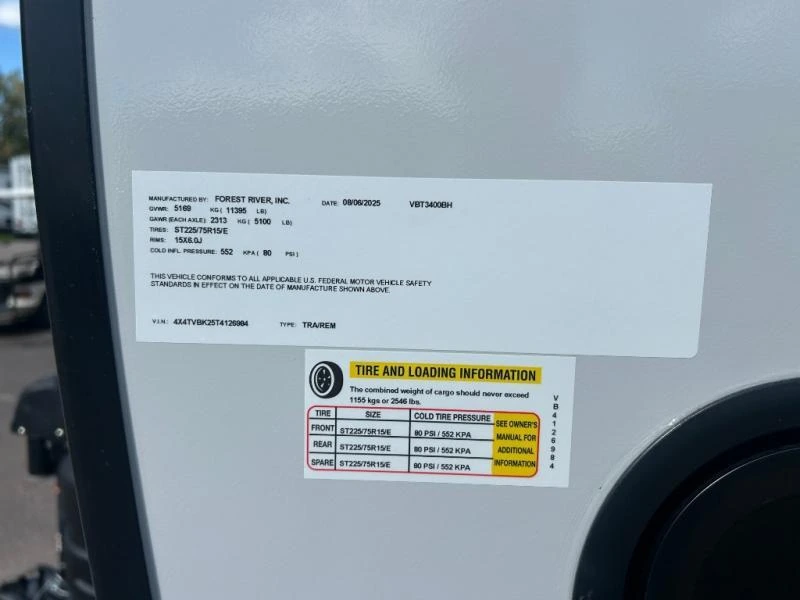 MANUFACTURED BY: FOREST RIVER, INC. DATE: 08/06/2025 VBT3400BH
GVWR: 5169 KG ( 11395 LB)
GAWR (EACH AXLE): 2313 KG ( 5100 LB)
TIRES: ST225/75R15/E
RIMS: 15X6.0J
COLD INFL. PRESSURE: 552 KPA ( 80 PSI)
THIS VEHICLE CONFORMS TO ALL APPLICABLE U.S. FEDERAL MOTOR VEHICLE SAFETY
STANDARDS IN EFFECT ON THE DATE OF MANUFACTURE SHOWN ABOVE.
V.I.N.: 4X4TVBK25T4126984 TYPE: TRA/REM
TIRE AND LOADING INFORMATION
The combined weight of cargo should never exceed
1155 kgs or 2546 lbs.
TIRE SIZE COLD TIRE PRESSURE
FRONT ST225/75R15/E 80 PSI / 552 KPA
REAR ST225/75R15/E 80 PSI / 552 KPA
SPARE ST225/75R15/E 80 PSI / 552 KPA
SEE OWNER'S
MANUAL FOR
ADDITIONAL
INFORMATION
VB4126984